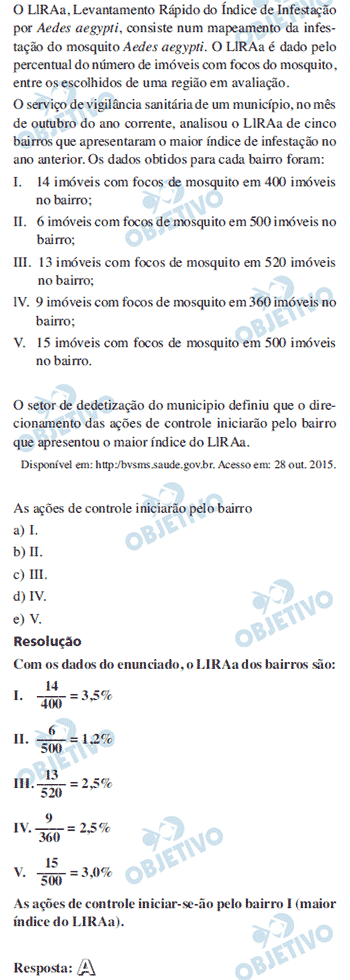 O LIRAa, Levantamento Rápido do Índice de Infestação
por Aedes aegypti, consiste num mapeamento da infes-
tação do mosquito Aedes aegypti. O LIRAa é dado pelo
percentual do número de imóveis com focos do mosquito,
entre os escolhidos de uma região em avaliação.
O serviço de vigilância sanitária de um município, no mês
de outubro do ano corrente, analisou o LIRAa de cinco
bairros que apresentaram o maior índice de infestação no
ano anterior. Os dados obtidos para cada bairro foram:
I. 14 imóveis com focos de mosquito em 400 imóveis
no bairro;
II. 6 imóveis com focos de mosquito em 500 imóveis no
bairro;
III. 13 imóveis com focos de mosquito em 520 imóveis
no bairro;
IV. 9 imóveis com focos de mosquito em 360 imóveis no
bairro;
V. 15 imóveis com focos de mosquito em 500 imóveis
no bairro.
O setor de dedetização do municipio definiu que o dire-
cionamento das ações de controle iniciarão pelo bairro
que apresentou o maior índice do LIRAa.
Disponível em: http:/bvsms.saude.gov.br. Acesso em: 28 out. 2015.
As ações de controle iniciarão pelo bairro
a) I.
b) II.
c) III.
d) IV.
e) V.
Resolução
Com os dados do enunciado, o LIRAa dos bairros são:
I. 14/400 = 3,5%
II. 6/500 = 1,2%
III. 13/520 = 2,5%
IV. 9/360 = 2,5%
V. 15/500 = 3,0%
As ações de controle iniciar-se-ão pelo bairro I (maior
índice do LIRAa).
Resposta: A
OBJETIVO
OBJETIVO
OBJETIVO
OBJETIVO
OBJETIVO
OBJETIVO
OBJETIVO
OBJETIVO
OBJETIVO
OBJETIVO